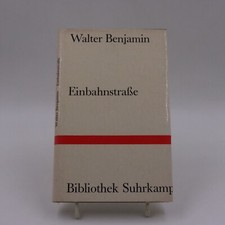 Walter Benjamin
Einbahnstraße
Bibliothek Suhrkamp